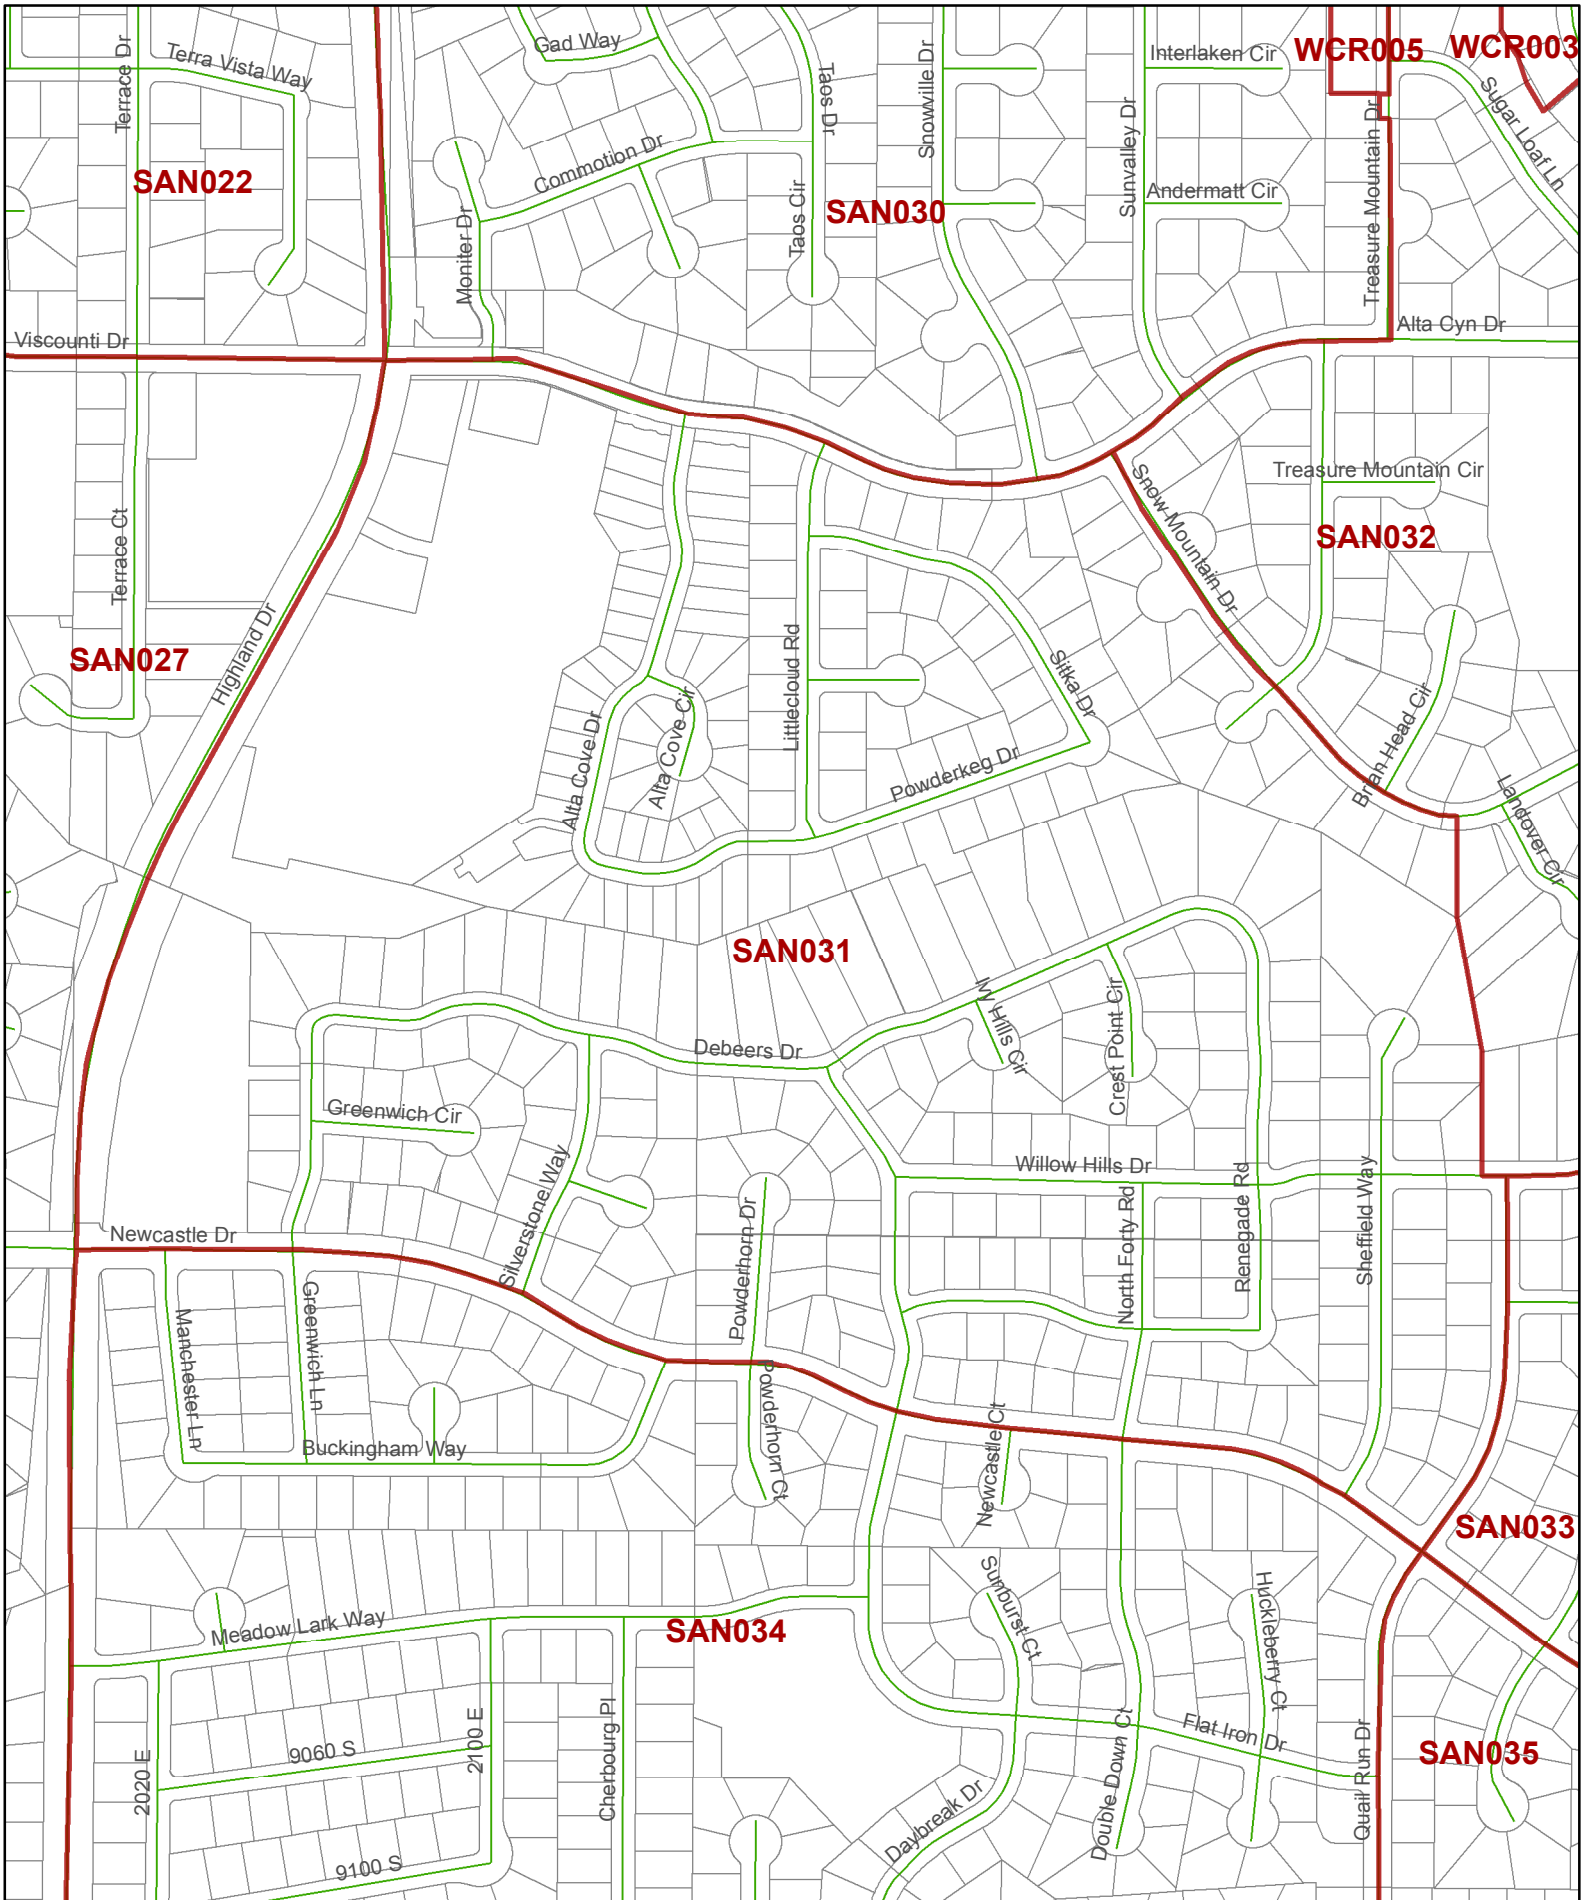 Terrace Dr
Terra Vista Way
Gad Way
Taos Dr
Snowville Dr
Interlaken Cir
WCR005
WCR003
Sunvalley Dr
Treasure Mountain Dr
Sugar Loaf Ln
SAN022
Commotion Dr
SAN030
Andermatt Cir
Moniter Dr
Taos Cir
Viscounti Dr
Alta Cyn Dr
Treasure Mountain Cir
Snow Mountain Dr
SAN032
Terrace Ct
SAN027
Highland Dr
Littlecloud Rd
Sitka Dr
Alta Cove Dr
Alta Cove Cir
Powderkeg Dr
Brian Head Cir
Landover Cir
SAN031
Ivy Hills Cir
Crest Point Cir
Debeers Dr
Greenwich Cir
Silverstone Way
Willow Hills Dr
North Forty Rd
Renegade Rd
Sheffield Way
Newcastle Dr
Powderhorn Dr
Manchester Ln
Greenwich Ln
Buckingham Way
Powderhorn Ct
Newcastle Ct
SAN033
Sunburst Ct
Huckleberry Ct
Meadow Lark Way
SAN034
2020 E
9060 S
2100 E
Cherbourg Pl
Flat Iron Dr
Double Down Ct
Quail Run Dr
SAN035
Daybreak Dr
9100 S